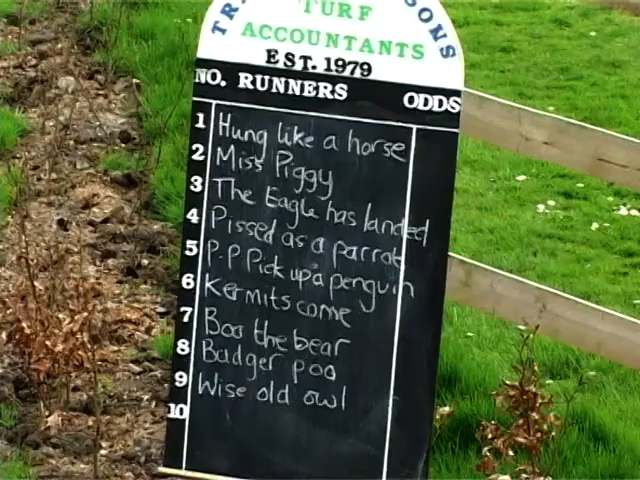 TURF
ACCOUNTANTS
EST. 1979
NO. RUNNERS ODDS
1 Hung like a horse
2 Miss Piggy
3 The Eagle has landed
4 Pissed as a parrot
5 P.P Pick up a penguin
6 Kermits come
7 Boo the bear
8 Badger poo
9 Wise old owl
10